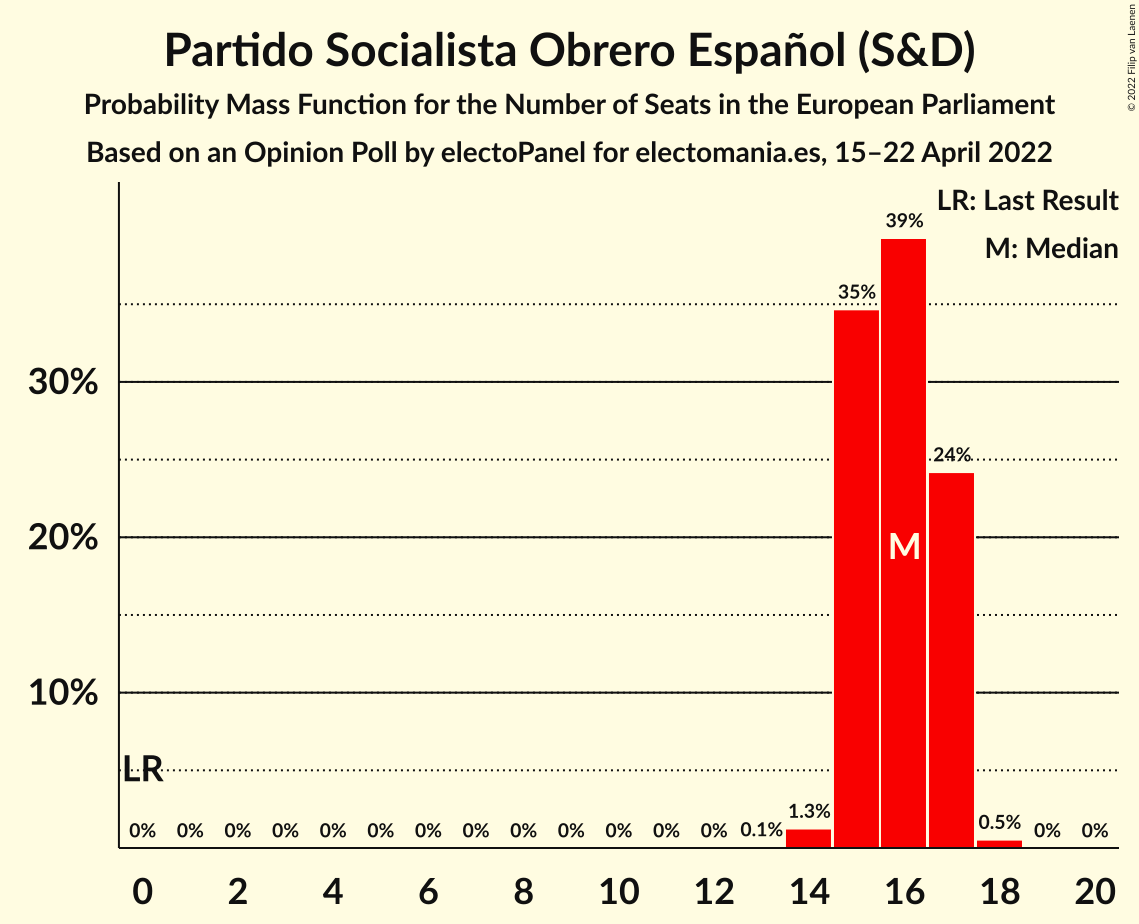 Partido Socialista Obrero Español (S&D)
Probability Mass Function for the Number of Seats in the European Parliament
Based on an Opinion Poll by electoPanel for electomania.es, 15–22 April 2022
© 2022 Filip van Laenen
LR: Last Result
M: Median
39%
35%
30%
24%
20%
M
10%
LR
0% 0% 0% 0% 0% 0% 0% 0% 0% 0% 0% 0% 0% 0.1% 1.3% 0.5% 0% 0%
0 2 4 6 8 10 12 14 16 18 20